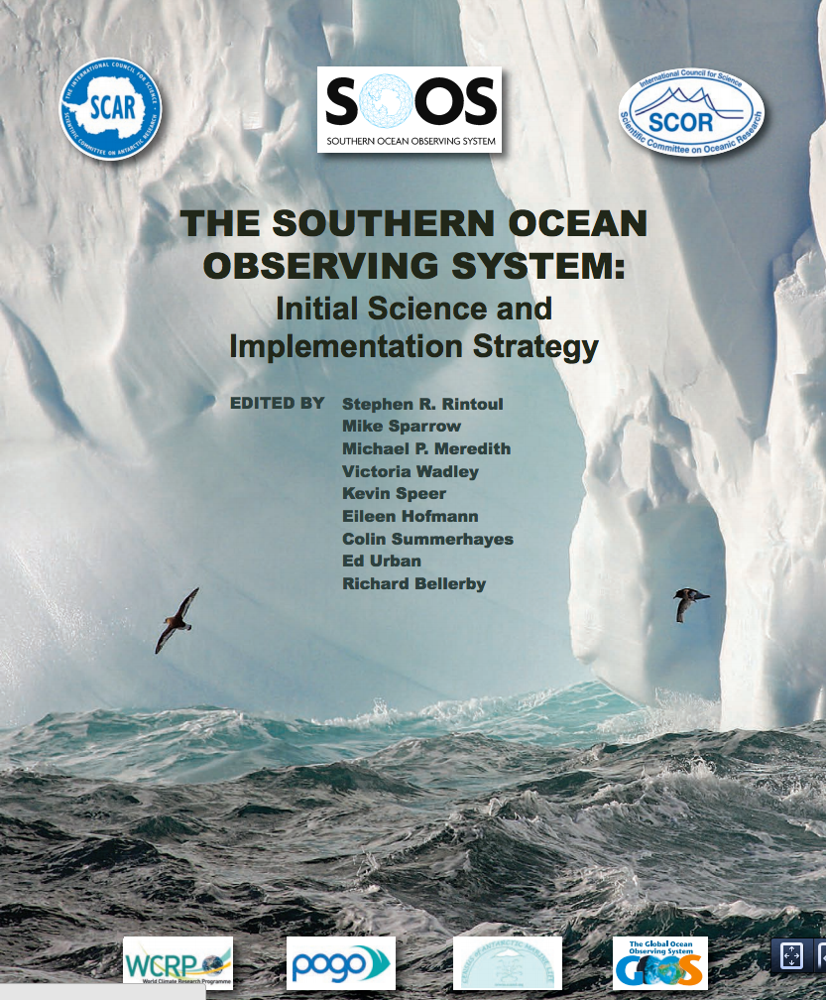 THE INTERNATIONAL COUNCIL FOR SCIENCE
SCAR
SCIENTIFIC COMMITTEE ON ANTARCTIC RESEARCH
SOOS
SOUTHERN OCEAN OBSERVING SYSTEM
International Council for Science
SCOR
Scientific Committee on Oceanic Research
THE SOUTHERN OCEAN
OBSERVING SYSTEM:
Initial Science and
Implementation Strategy
EDITED BY Stephen R. Rintoul
Mike Sparrow
Michael P. Meredith
Victoria Wadley
Kevin Speer
Eileen Hofmann
Colin Summerhayes
Ed Urban
Richard Bellerby
WCRP
World Climate Research Programme
pogo
The Global Ocean
Observing System
GOOS